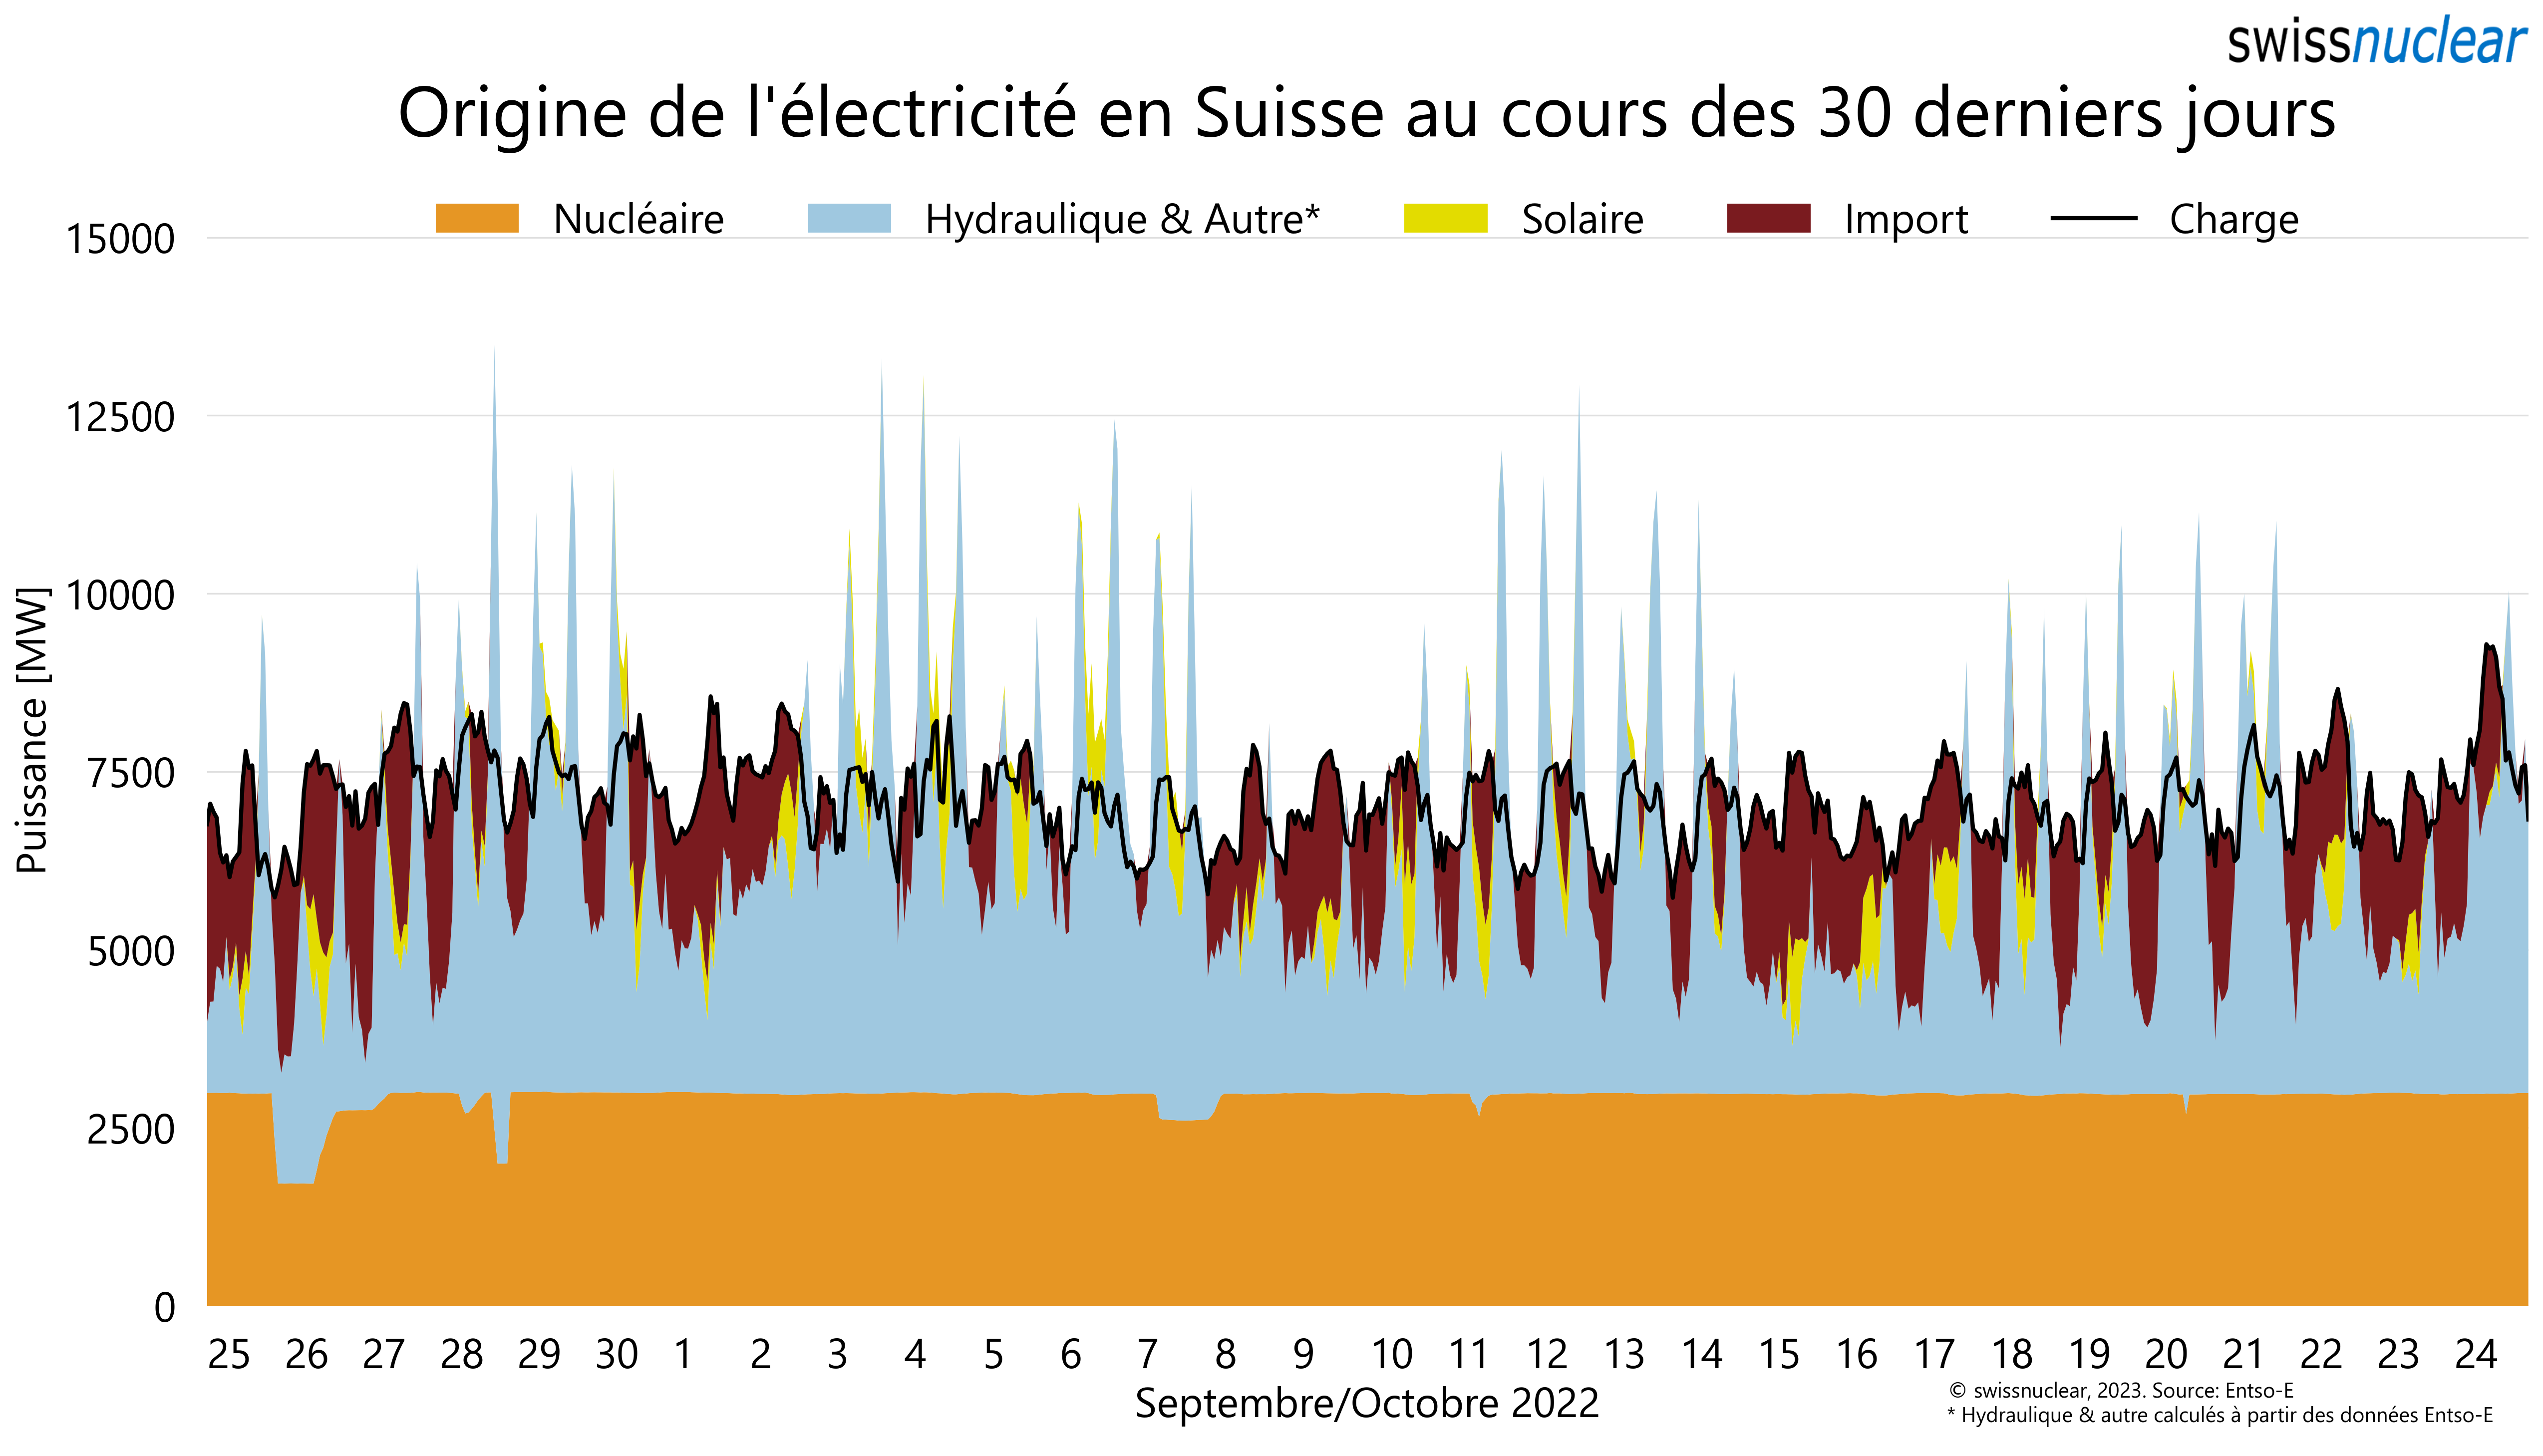 swissnuclear
Origine de l'électricité en Suisse au cours des 30 derniers jours
Nucléaire Hydraulique & Autre* Solaire Import Charge
15000
12500
10000
7500
5000
2500
0
Puissance [MW]
25 26 27 28 29 30 1 2 3 4 5 6 7 8 9 10 11 12 13 14 15 16 17 18 19 20 21 22 23 24
Septembre/Octobre 2022
© swissnuclear, 2023. Source: Entso-E
* Hydraulique & autre calculés à partir des données Entso-E